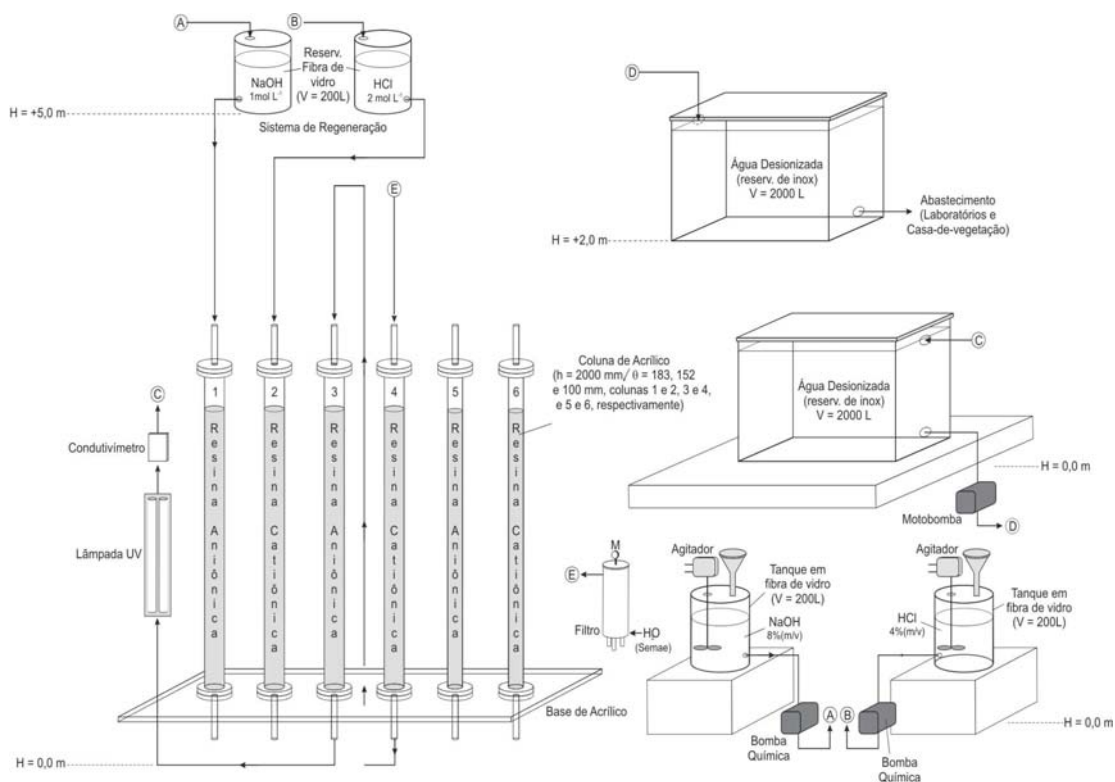 A
B
Reserv.
Fibra de
vidro
(V = 200L)
NaOH
1mol L⁻¹
HCl
2 mol L⁻¹
H = +5,0 m
Sistema de Regeneração
E
D
Água Desionizada
(reserv. de inox)
V = 2000 L
Abastecimento
(Laboratórios e
Casa-de-vegetação)
H = +2,0 m
Coluna de Acrílico
(h = 2000 mm/ θ = 183, 152
e 100 mm, colunas 1 e 2, 3 e 4,
e 5 e 6, respectivamente)
1
2
3
4
5
6
Resina Aniônica
Resina Catiônica
Resina Aniônica
Resina Catiônica
Resina Aniônica
Resina Catiônica
C
Condutivímetro
Lâmpada UV
Base de Acrílico
H = 0,0 m
C
Água Desionizada
(reserv. de inox)
V = 2000 L
H = 0,0 m
Motobomba
D
M
E
Filtro
H₂O
(Semae)
Agitador
Tanque em
fibra de vidro
(V = 200L)
NaOH
8%(m/v)
Agitador
Tanque em
fibra de vidro
(V = 200L)
HCl
4%(m/v)
A
B
Bomba
Química
Bomba
Química
H = 0,0 m